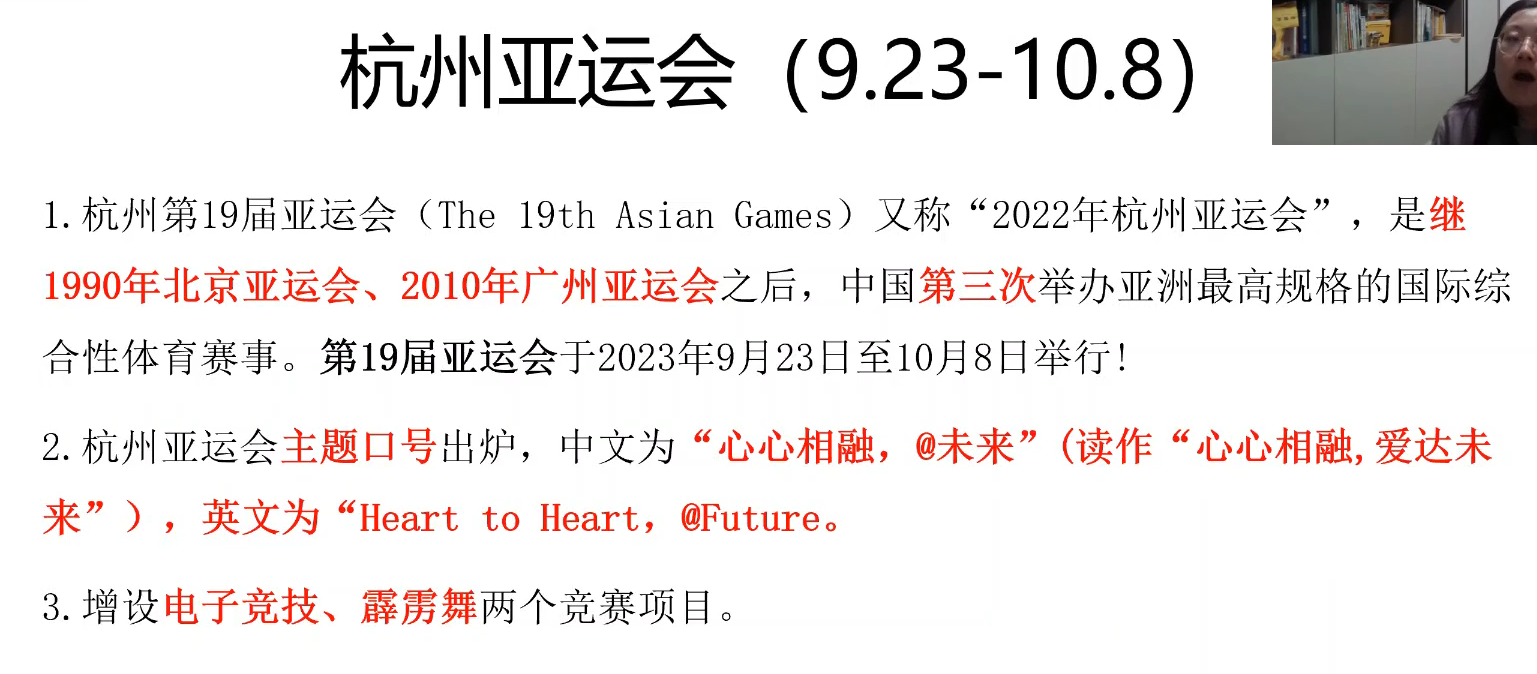 杭州亚运会（9.23-10.8）
1.杭州第19届亚运会（The 19th Asian Games）又称“2022年杭州亚运会”，是继
1990年北京亚运会、2010年广州亚运会之后，中国第三次举办亚洲最高规格的国际综
合性体育赛事。第19届亚运会于2023年9月23日至10月8日举行!
2.杭州亚运会主题口号出炉，中文为“心心相融，@未来”(读作“心心相融,爱达未
来”），英文为“Heart to Heart，@Future。
3.增设电子竞技、霹雳舞两个竞赛项目。